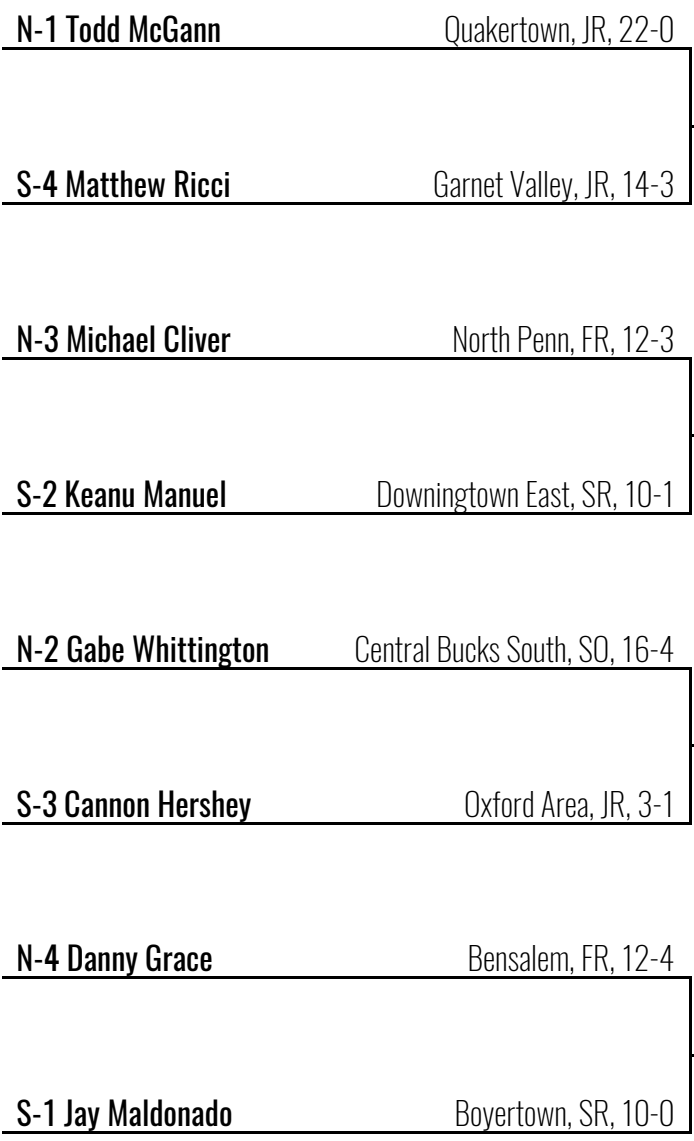 N-1 Todd McGann Quakertown, JR, 22-0
S-4 Matthew Ricci Garnet Valley, JR, 14-3
N-3 Michael Cliver North Penn, FR, 12-3
S-2 Keanu Manuel Downingtown East, SR, 10-1
N-2 Gabe Whittington Central Bucks South, SO, 16-4
S-3 Cannon Hershey Oxford Area, JR, 3-1
N-4 Danny Grace Bensalem, FR, 12-4
S-1 Jay Maldonado Boyertown, SR, 10-0